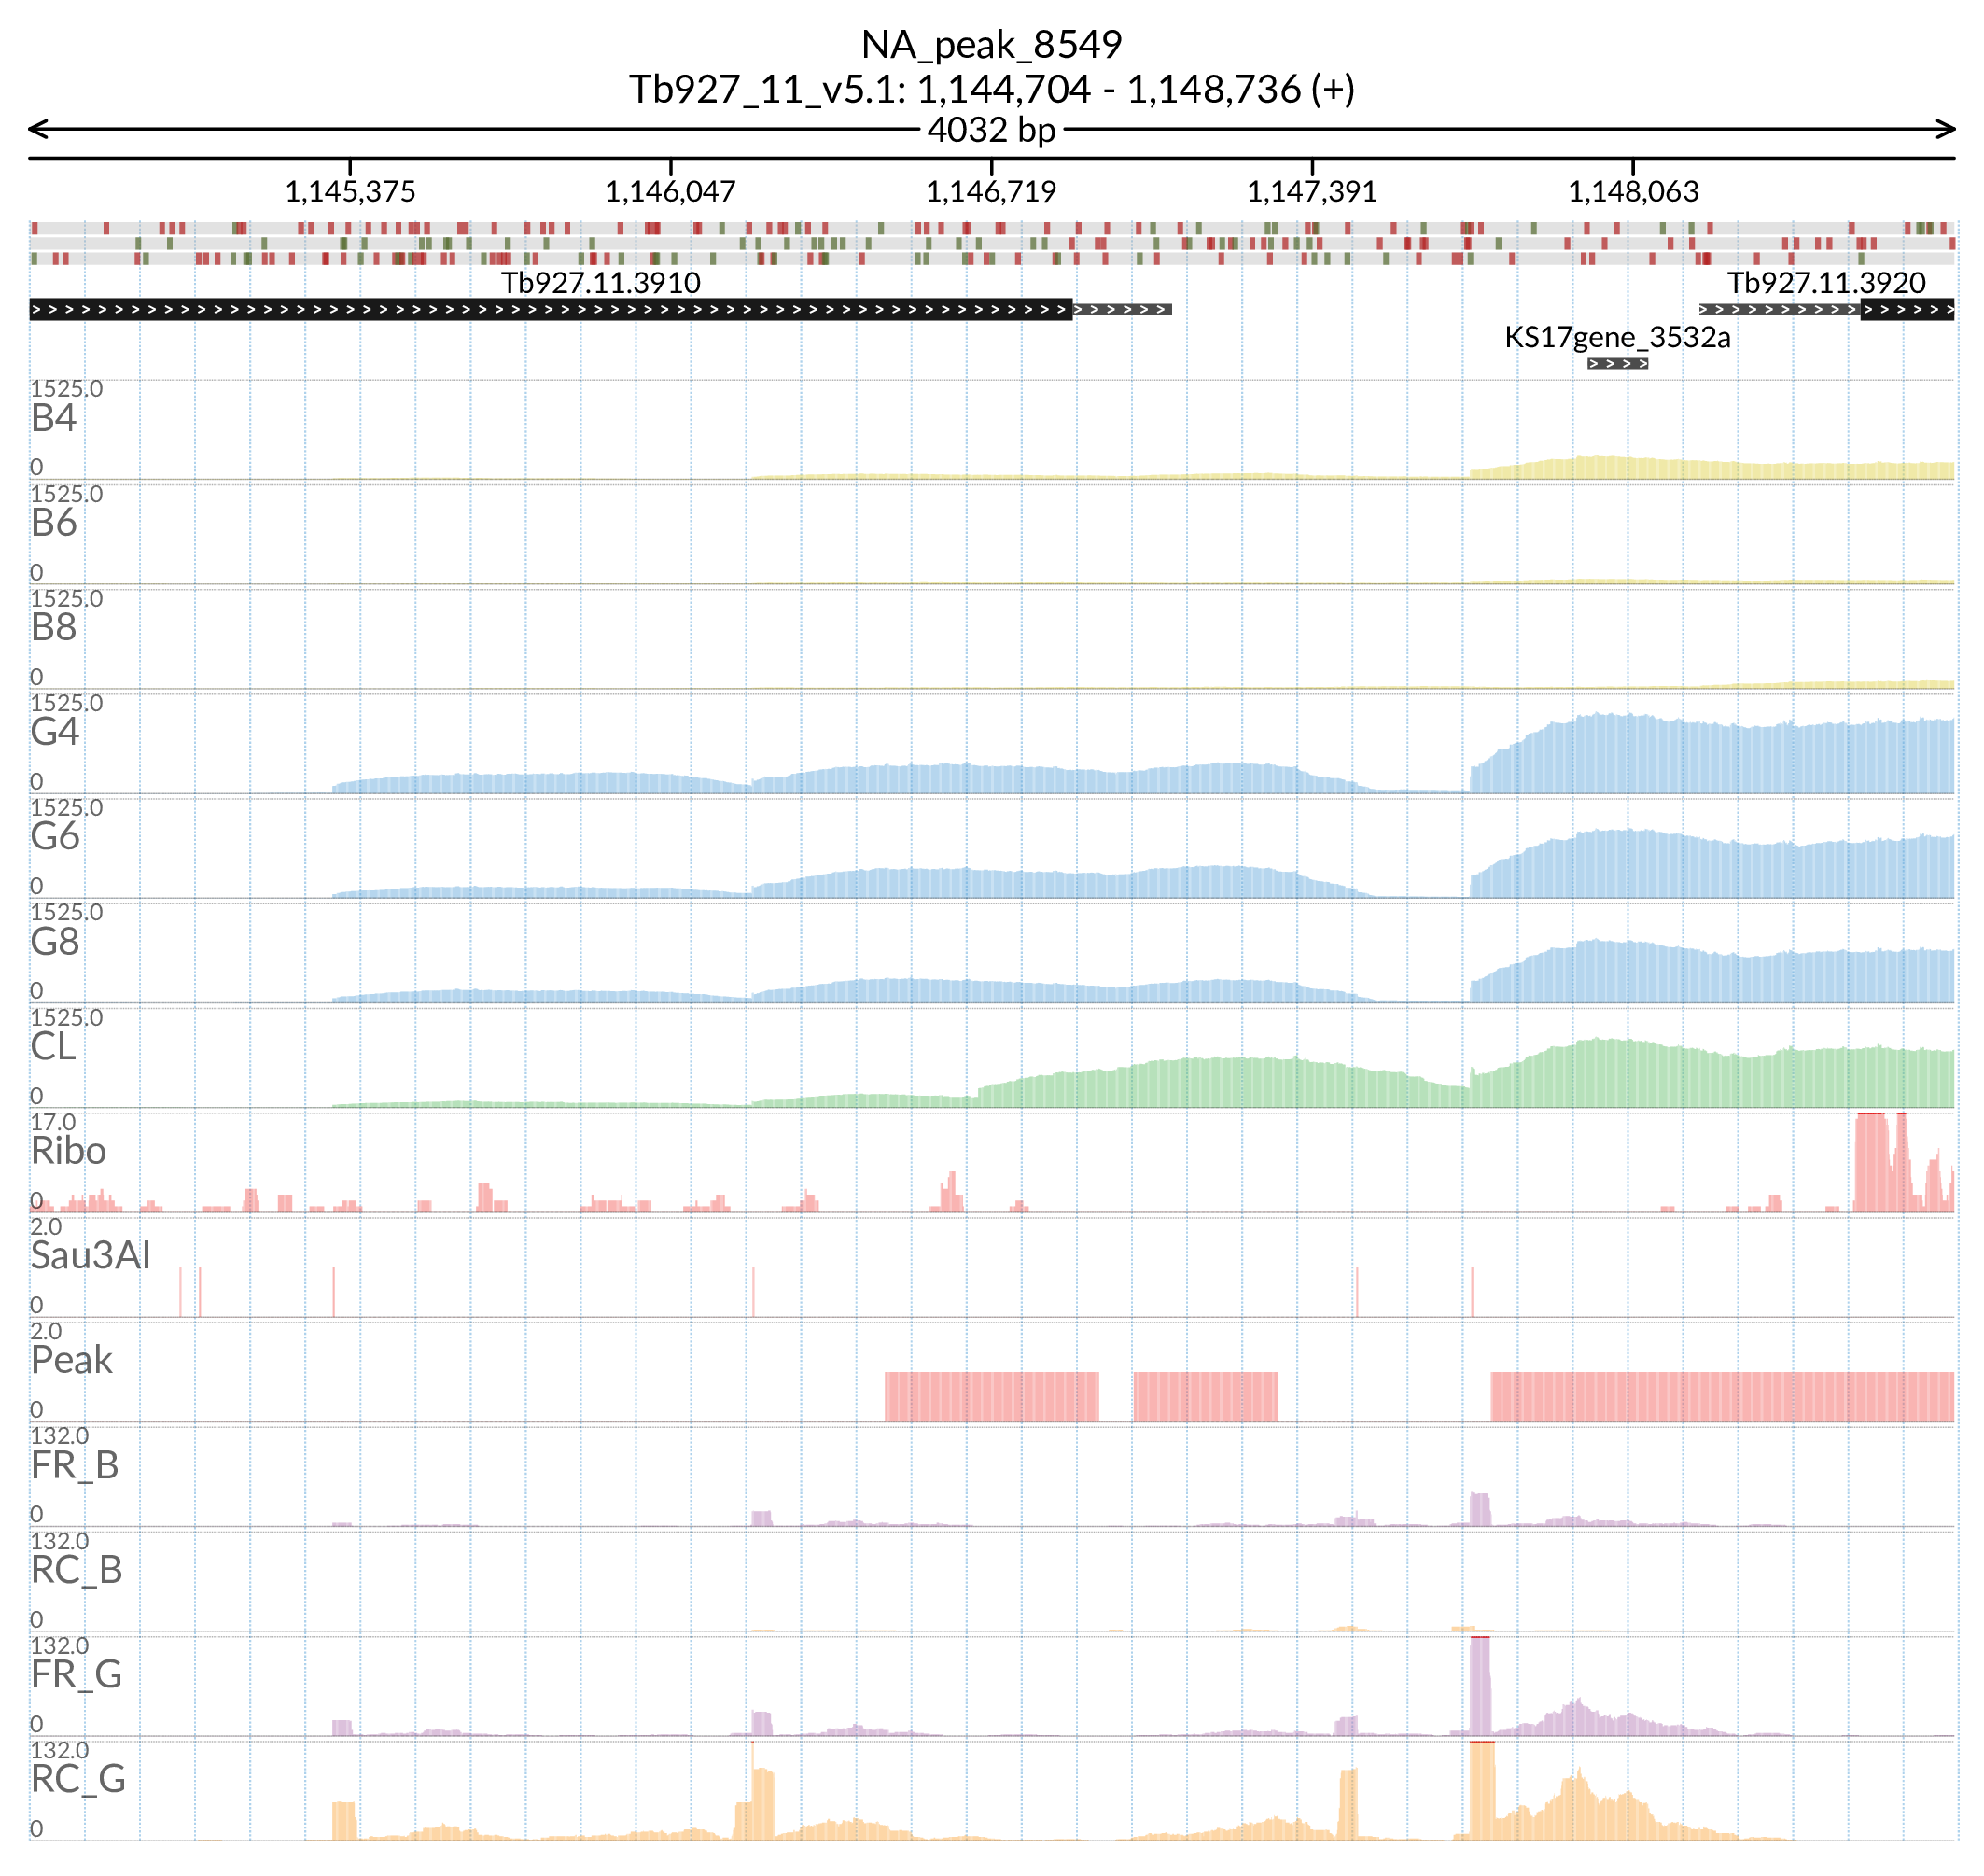 NA_peak_8549
Tb927_11_v5.1: 1,144,704 - 1,148,736 (+)
4032 bp
1,145,375 1,146,047 1,146,719 1,147,391 1,148,063
Tb927.11.3910 Tb927.11.3920
KS17gene_3532a
1525.0
B4
0
1525.0
B6
0
1525.0
B8
0
1525.0
G4
0
1525.0
G6
0
1525.0
G8
0
1525.0
CL
0
17.0
Ribo
0
2.0
Sau3AI
0
2.0
Peak
0
132.0
FR_B
0
132.0
RC_B
0
132.0
FR_G
0
132.0
RC_G
0